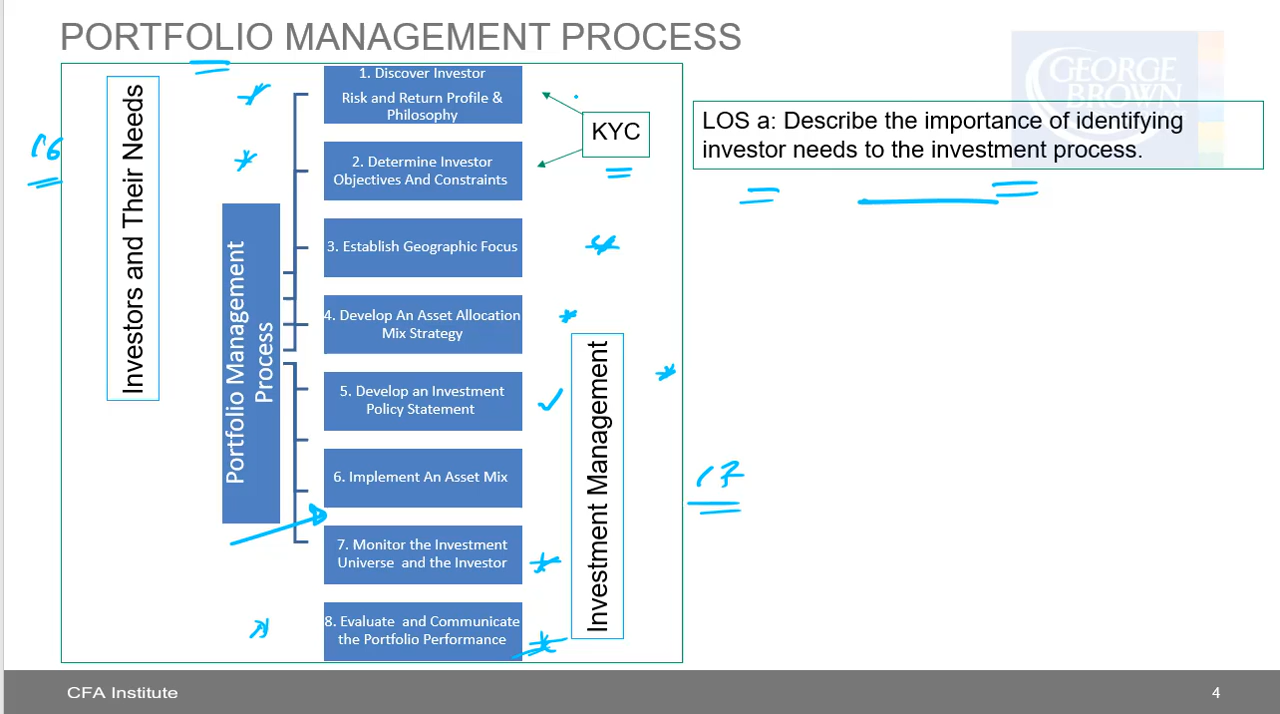 PORTFOLIO MANAGEMENT PROCESS
GEORGE
BROWN
16
Investors and Their Needs
Portfolio Management
Process
1. Discover Investor
Risk and Return Profile &
Philosophy
2. Determine Investor
Objectives And Constraints
3. Establish Geographic Focus
4. Develop An Asset Allocation
Mix Strategy
5. Develop an Investment
Policy Statement
6. Implement An Asset Mix
7. Monitor the Investment
Universe and the Investor
8. Evaluate and Communicate
the Portfolio Performance
KYC
Investment Management
LOS a: Describe the importance of identifying
investor needs to the investment process.
17
CFA Institute
4